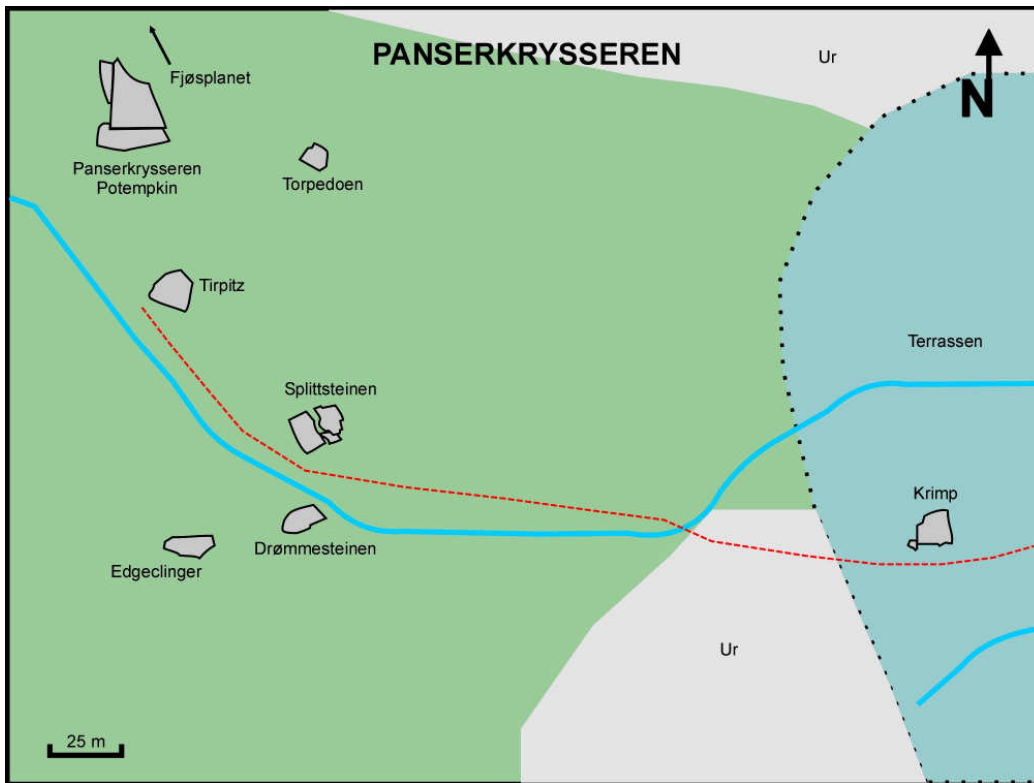 PANSERKRYSSEREN
Ur
Fjøsplanet
N
Panserkrysseren
Potempkin
Torpedoen
Tirpitz
Terrassen
Splittsteinen
Krimp
Drømmesteinen
Edgeclinger
Ur
25 m